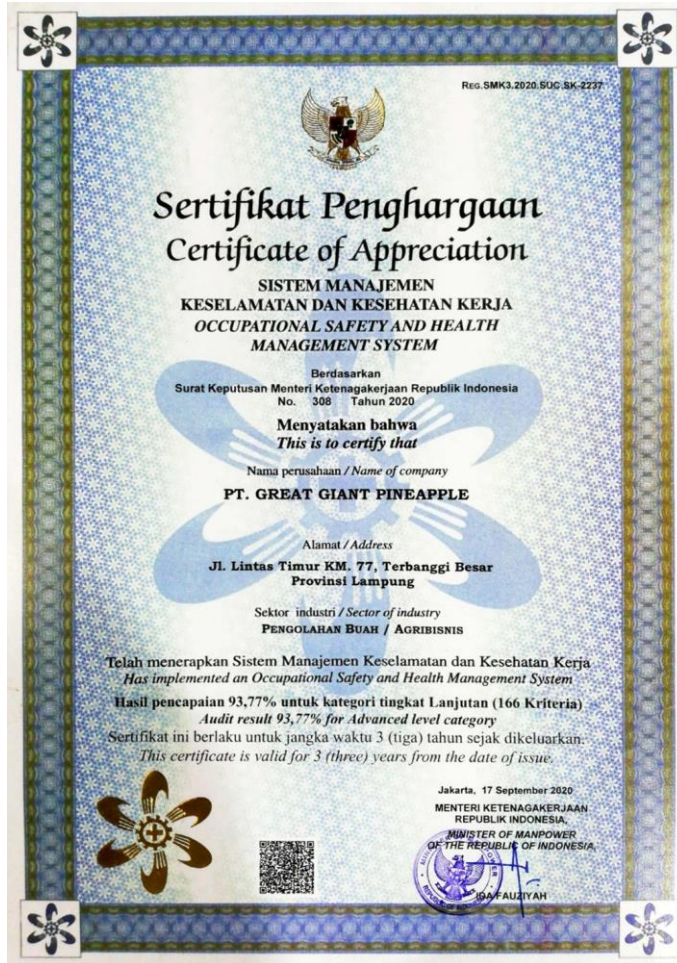 REG.SMK3.2020.SUC.SK-2237
Sertifikat Penghargaan
Certificate of Appreciation
SISTEM MANAJEMEN
KESELAMATAN DAN KESEHATAN KERJA
OCCUPATIONAL SAFETY AND HEALTH
MANAGEMENT SYSTEM
Berdasarkan
Surat Keputusan Menteri Ketenagakerjaan Republik Indonesia
No. 308 Tahun 2020
Menyatakan bahwa
This is to certify that
Nama perusahaan / Name of company
PT. GREAT GIANT PINEAPPLE
Alamat / Address
Jl. Lintas Timur KM. 77, Terbanggi Besar
Provinsi Lampung
Sektor industri / Sector of industry
PENGOLAHAN BUAH / AGRIBISNIS
Telah menerapkan Sistem Manajemen Keselamatan dan Kesehatan Kerja
Has implemented an Occupational Safety and Health Management System
Hasil pencapaian 93,77% untuk kategori tingkat Lanjutan (166 Kriteria)
Audit result 93,77% for Advanced level category
Sertifikat ini berlaku untuk jangka waktu 3 (tiga) tahun sejak dikeluarkan.
This certificate is valid for 3 (three) years from the date of issue.
Jakarta, 17 September 2020
MENTERI KETENAGAKERJAAN
REPUBLIK INDONESIA,
MINISTER OF MANPOWER
OF THE REPUBLIC OF INDONESIA,
IDA FAUZIYAH